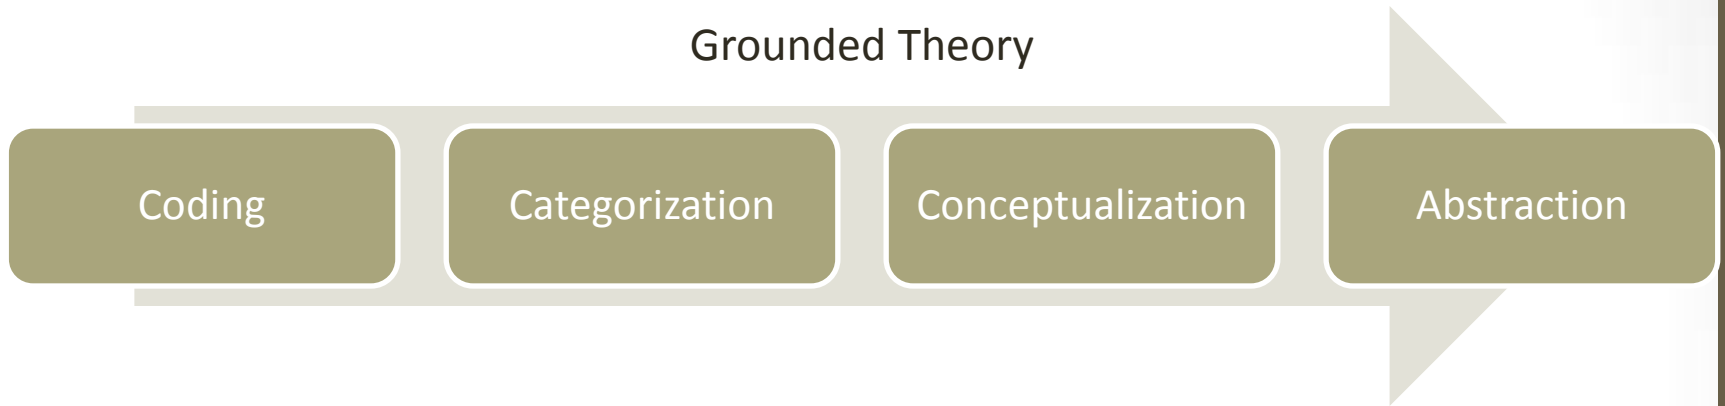 Grounded Theory
Coding
Categorization
Conceptualization
Abstraction